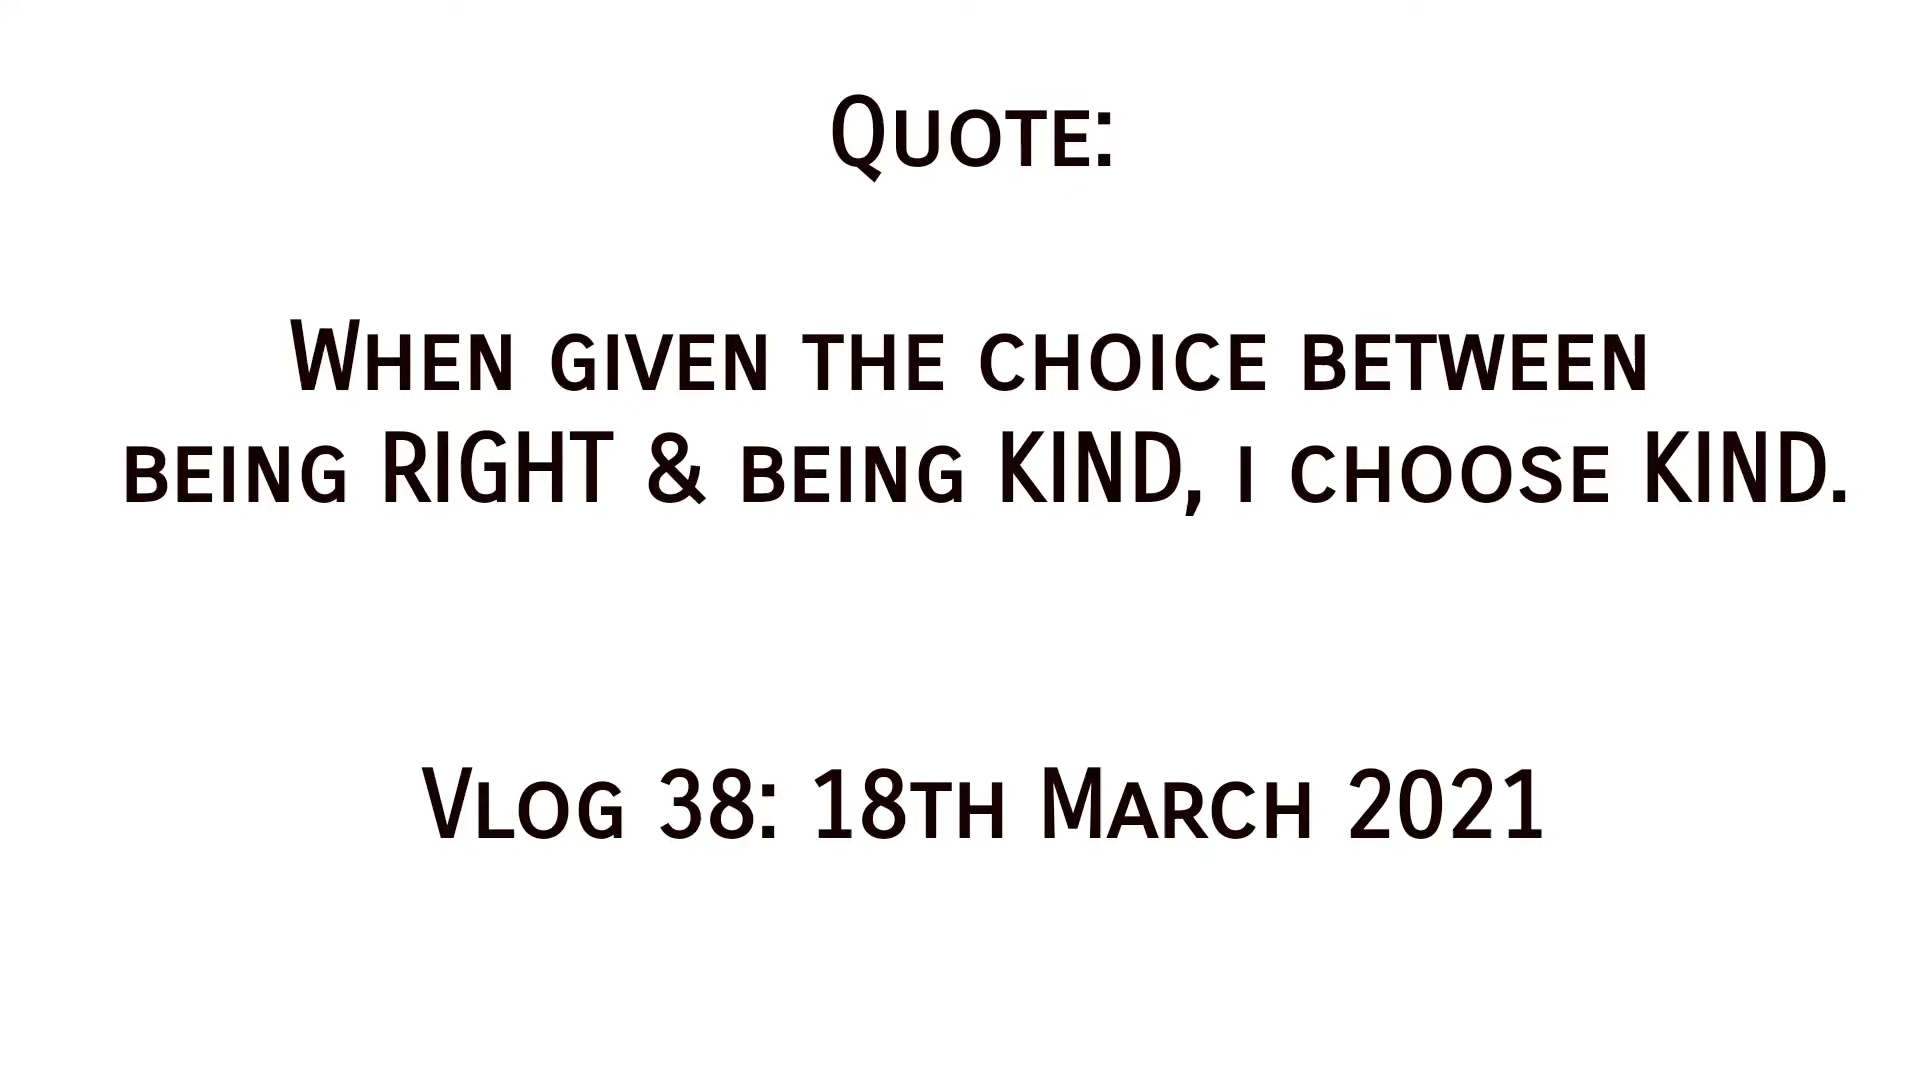 Quote:
When given the choice between
being RIGHT & being KIND, i choose KIND.
Vlog 38: 18th March 2021